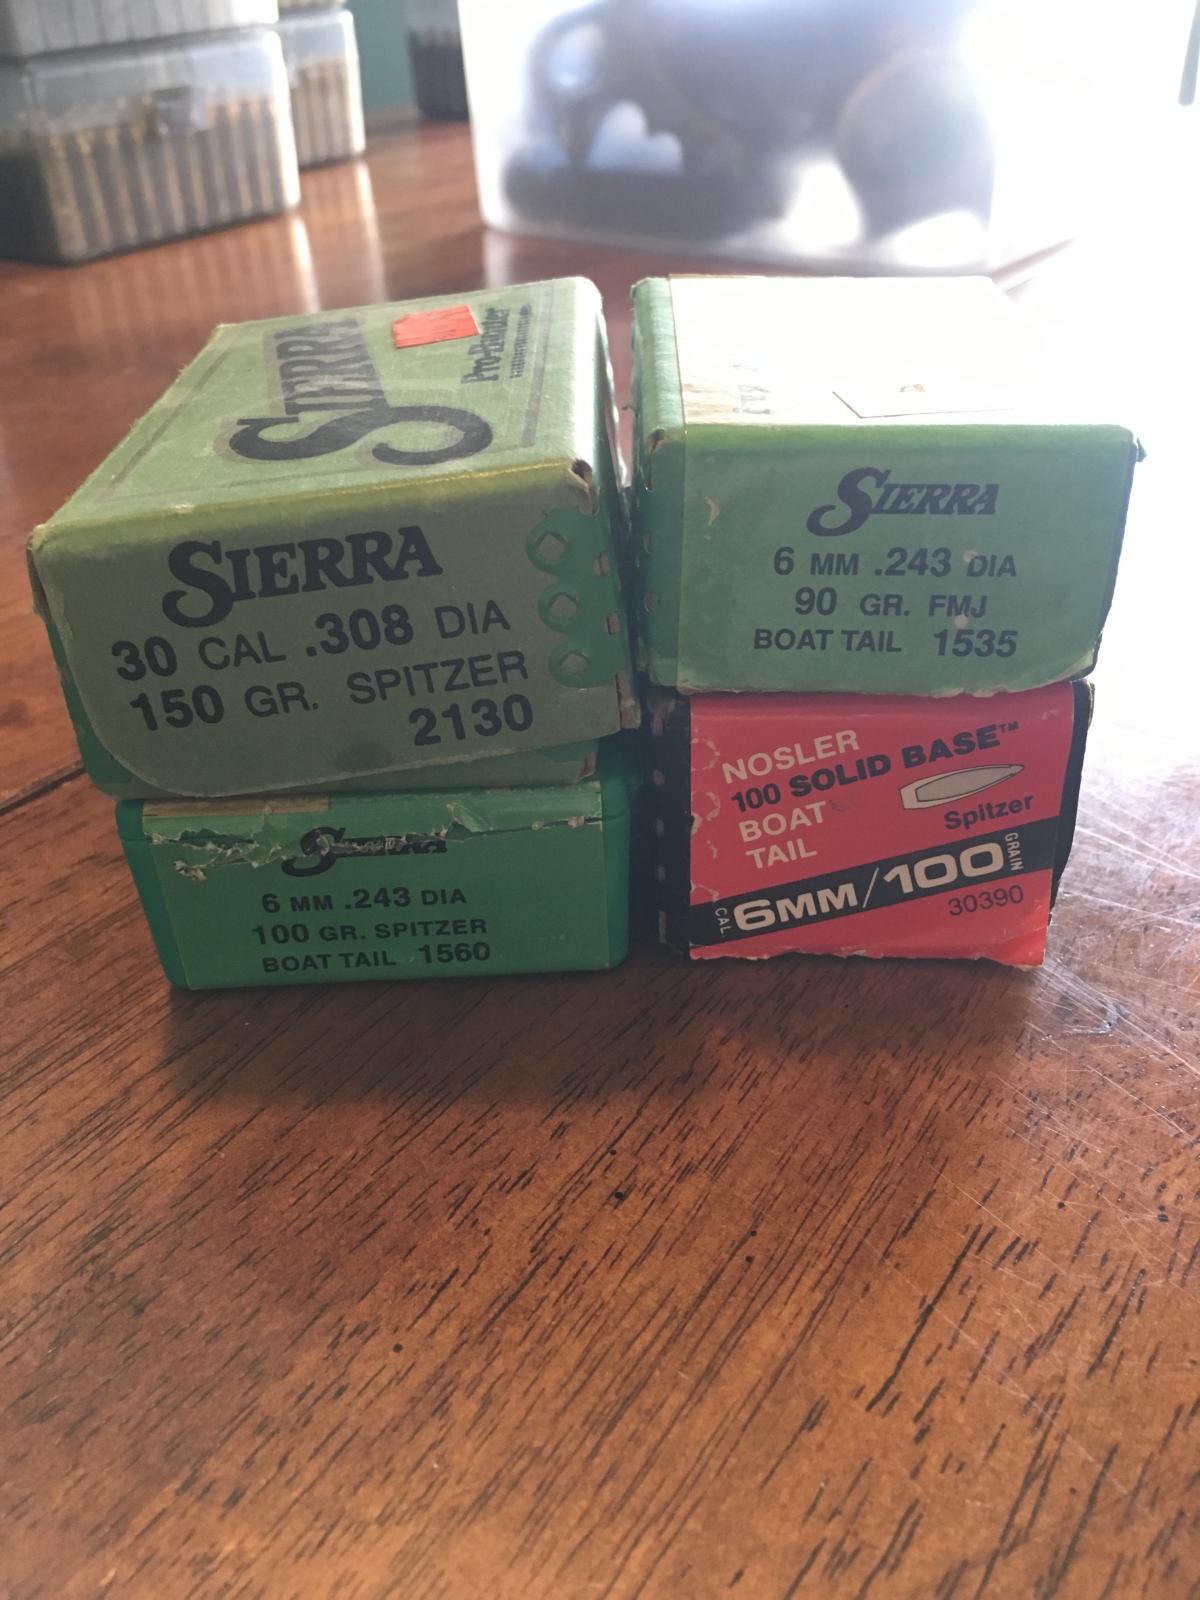 SIERRA
Pro-Hunter
SIERRA
30 CAL .308 DIA
150 GR. SPITZER
2130
SIERRA
6 MM .243 DIA
90 GR. FMJ
BOAT TAIL 1535
SIERRA
6 MM .243 DIA
100 GR. SPITZER
BOAT TAIL 1560
NOSLER
100 SOLID BASE™
BOAT
TAIL
Spitzer
CAL. 6MM/100 GRAIN
30390